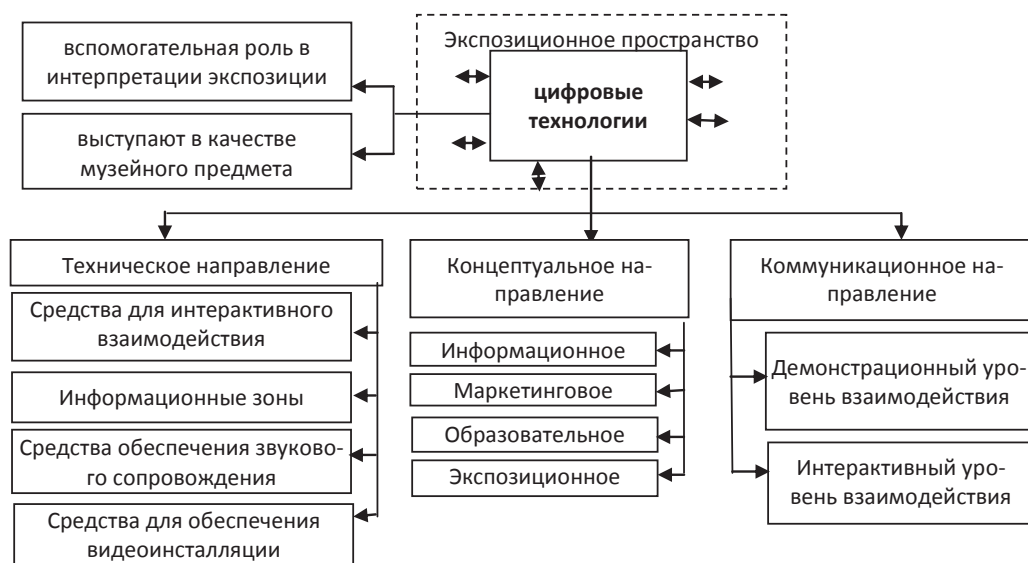 вспомогательная роль в
интерпретации экспозиции
выступают в качестве
музейного предмета
Экспозиционное пространство
цифровые
технологии
Техническое направление
Средства для интерактивного
взаимодействия
Информационные зоны
Средства обеспечения звуково-
го сопровождения
Средства для обеспечения
видеоинсталляции
Концептуальное на-
правление
Информационное
Маркетинговое
Образовательное
Экспозиционное
Коммуникационное на-
правление
Демонстрационный уро-
вень взаимодействия
Интерактивный уро-
вень взаимодействия